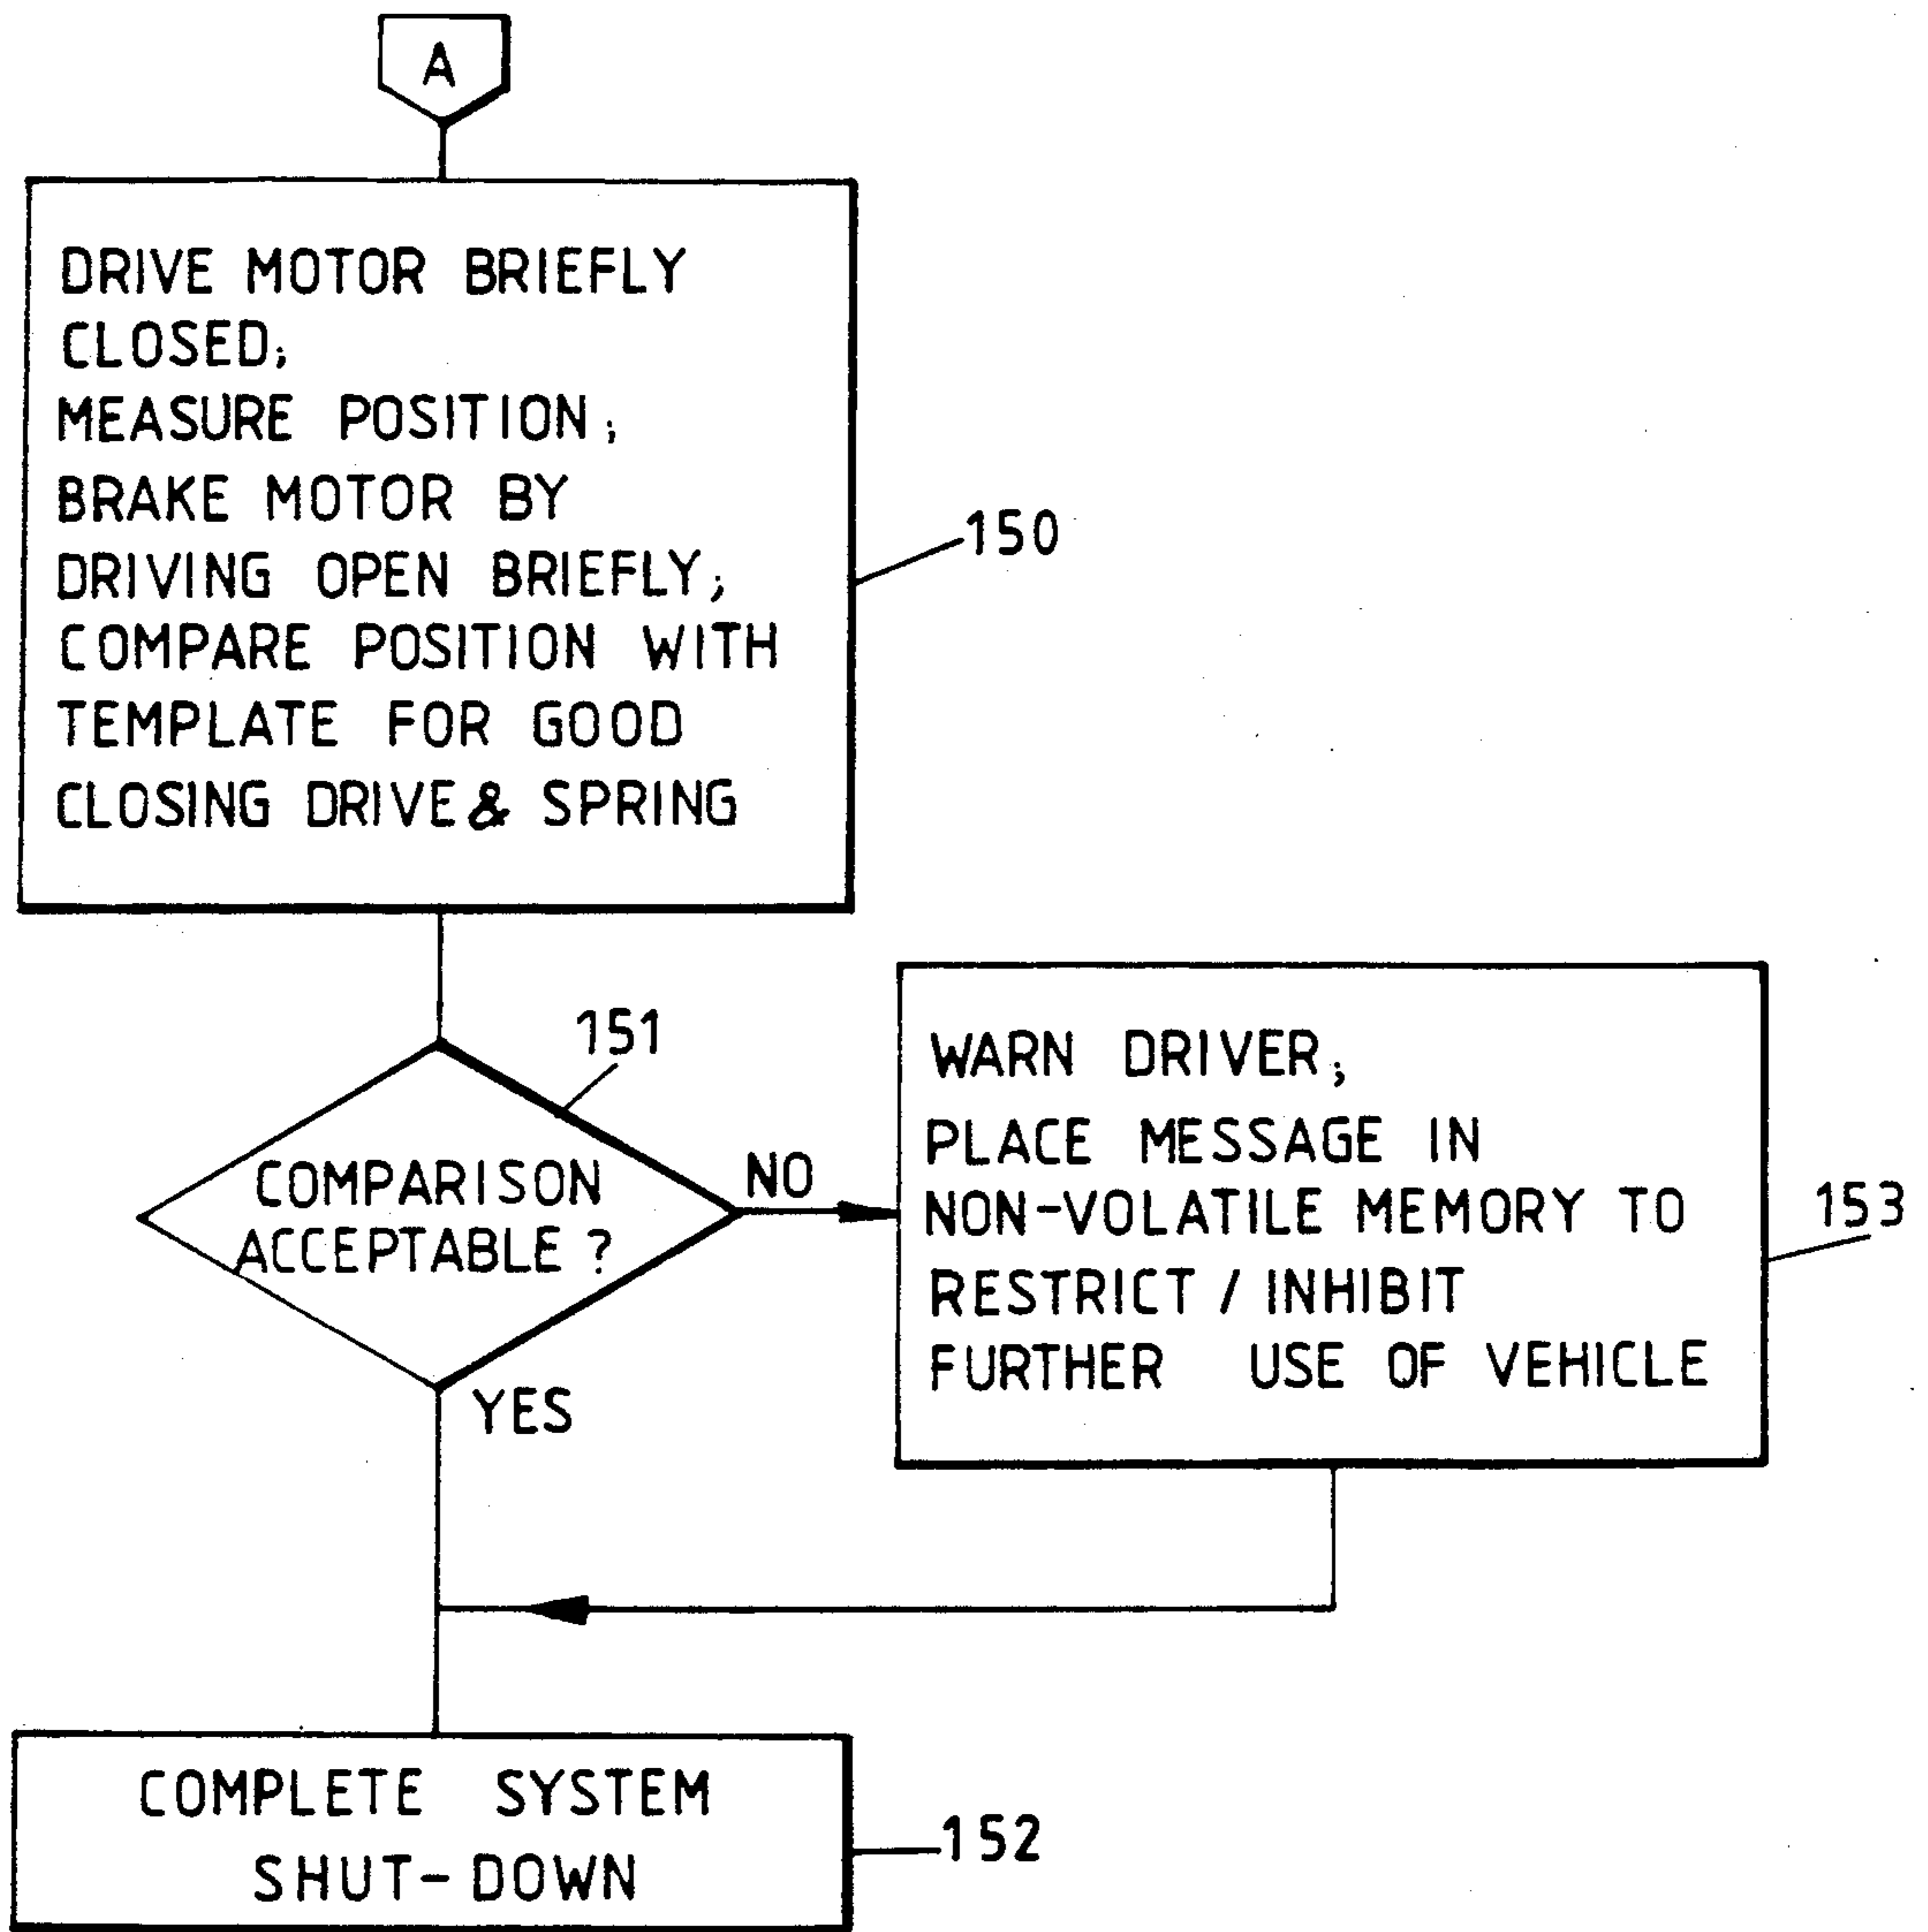 A
DRIVE MOTOR BRIEFLY
CLOSED;
MEASURE POSITION;
BRAKE MOTOR BY
DRIVING OPEN BRIEFLY;
COMPARE POSITION WITH
TEMPLATE FOR GOOD
CLOSING DRIVE & SPRING
150
151
COMPARISON
ACCEPTABLE ?
NO
YES
WARN DRIVER;
PLACE MESSAGE IN
NON-VOLATILE MEMORY TO
RESTRICT / INHIBIT
FURTHER USE OF VEHICLE
153
COMPLETE SYSTEM
SHUT-DOWN
152